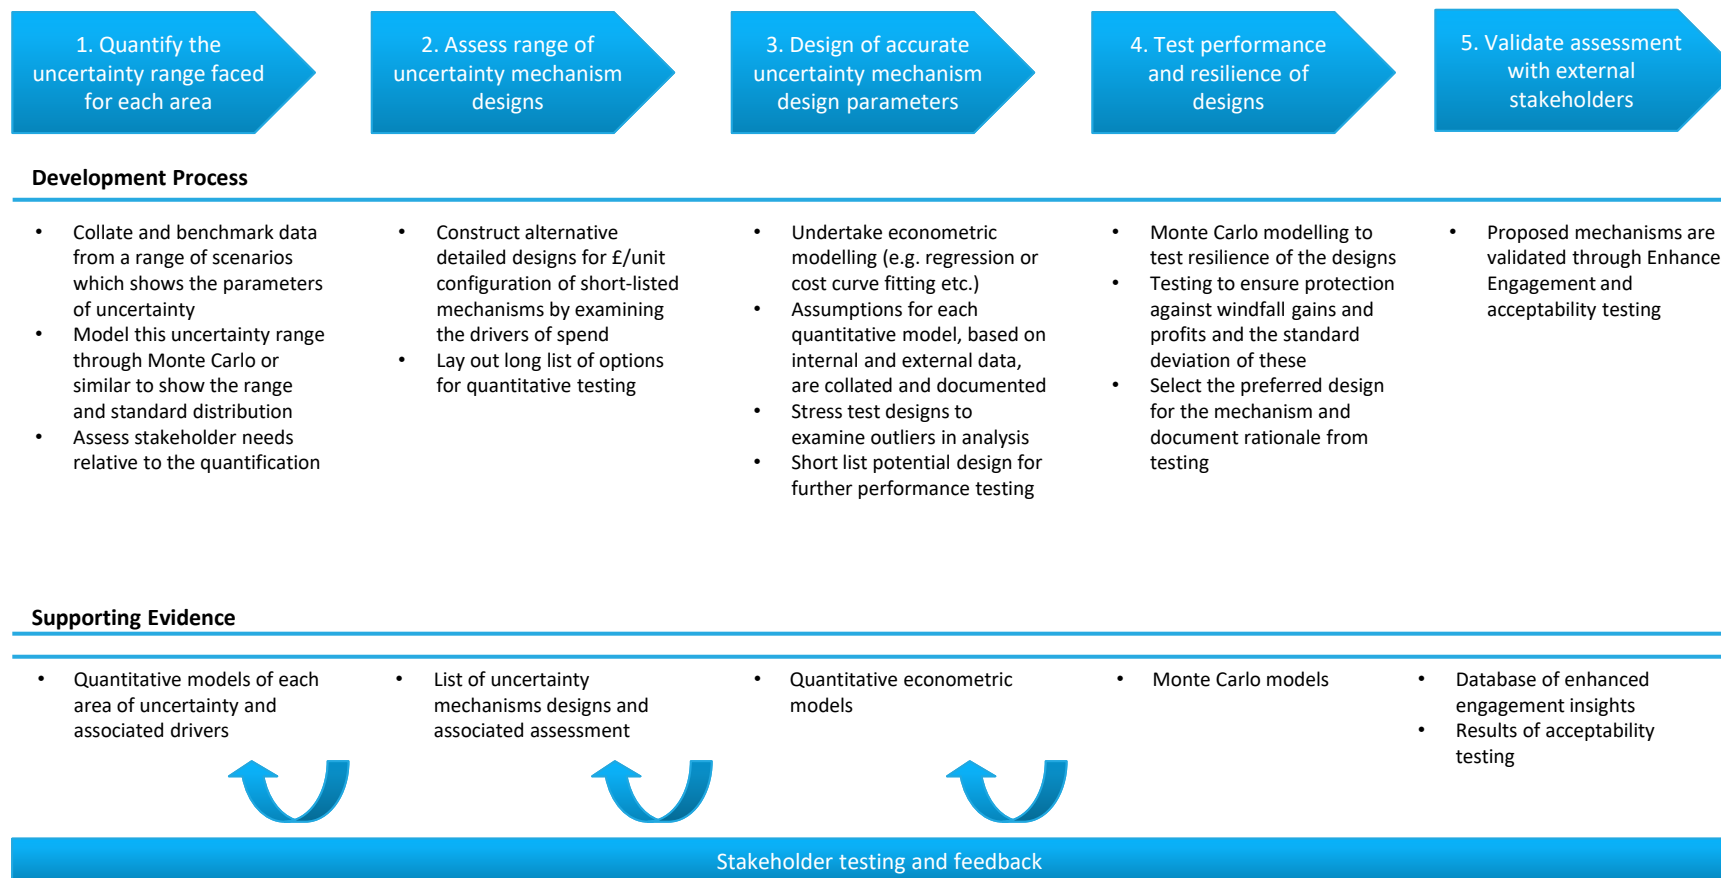 1. Quantify the
uncertainty range faced
for each area
2. Assess range of
uncertainty mechanism
designs
3. Design of accurate
uncertainty mechanism
design parameters
4. Test performance
and resilience of
designs
5. Validate assessment
with external
stakeholders
Development Process
• Collate and benchmark data
from a range of scenarios
which shows the parameters
of uncertainty
• Model this uncertainty range
through Monte Carlo or
similar to show the range
and standard distribution
• Assess stakeholder needs
relative to the quantification
• Construct alternative
detailed designs for £/unit
configuration of short-listed
mechanisms by examining
the drivers of spend
• Lay out long list of options
for quantitative testing
• Undertake econometric
modelling (e.g. regression or
cost curve fitting etc.)
• Assumptions for each
quantitative model, based on
internal and external data,
are collated and documented
• Stress test designs to
examine outliers in analysis
• Short list potential design for
further performance testing
• Monte Carlo modelling to
test resilience of the designs
• Testing to ensure protection
against windfall gains and
profits and the standard
deviation of these
• Select the preferred design
for the mechanism and
document rationale from
testing
• Proposed mechanisms are
validated through Enhance
Engagement and
acceptability testing
Supporting Evidence
• Quantitative models of each
area of uncertainty and
associated drivers
• List of uncertainty
mechanisms designs and
associated assessment
• Quantitative econometric
models
• Monte Carlo models
• Database of enhanced
engagement insights
• Results of acceptability
testing
Stakeholder testing and feedback